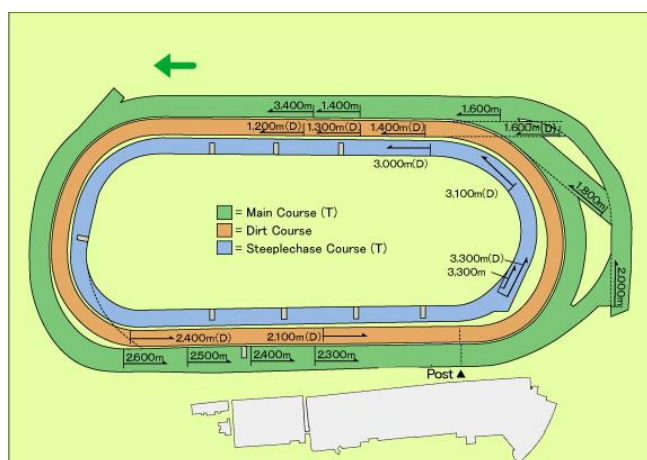 3.400m 1.400m 1.600m
1.200m(D) 1.300m(D) 1.400m(D) 1.600m(D)
3.000m(D)
3,100m(D)
1,800m
= Main Course (T)
= Dirt Course
= Steeplechase Course (T)
3.300m(D)
3,300m
2.000m
2.400m(D) 2.100m(D)
2.600m 2.500m 2.400m 2.300m
Post ▲